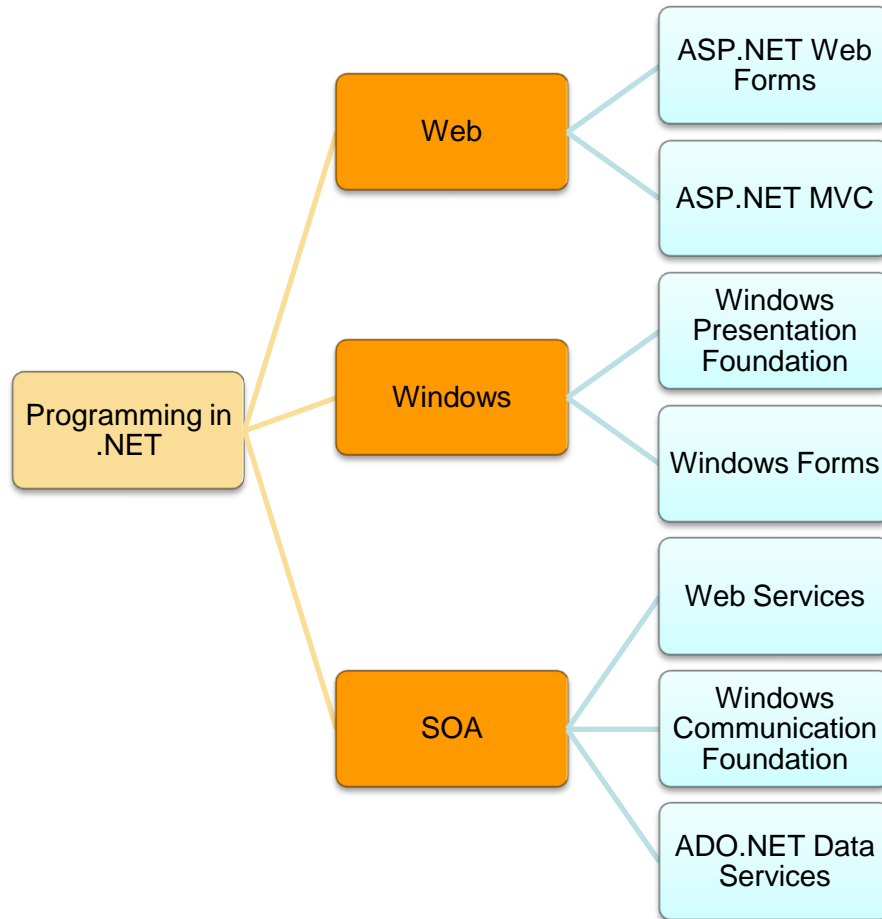 Programming in
.NET
Web
ASP.NET Web
Forms
ASP.NET MVC
Windows
Windows
Presentation
Foundation
Windows Forms
SOA
Web Services
Windows
Communication
Foundation
ADO.NET Data
Services